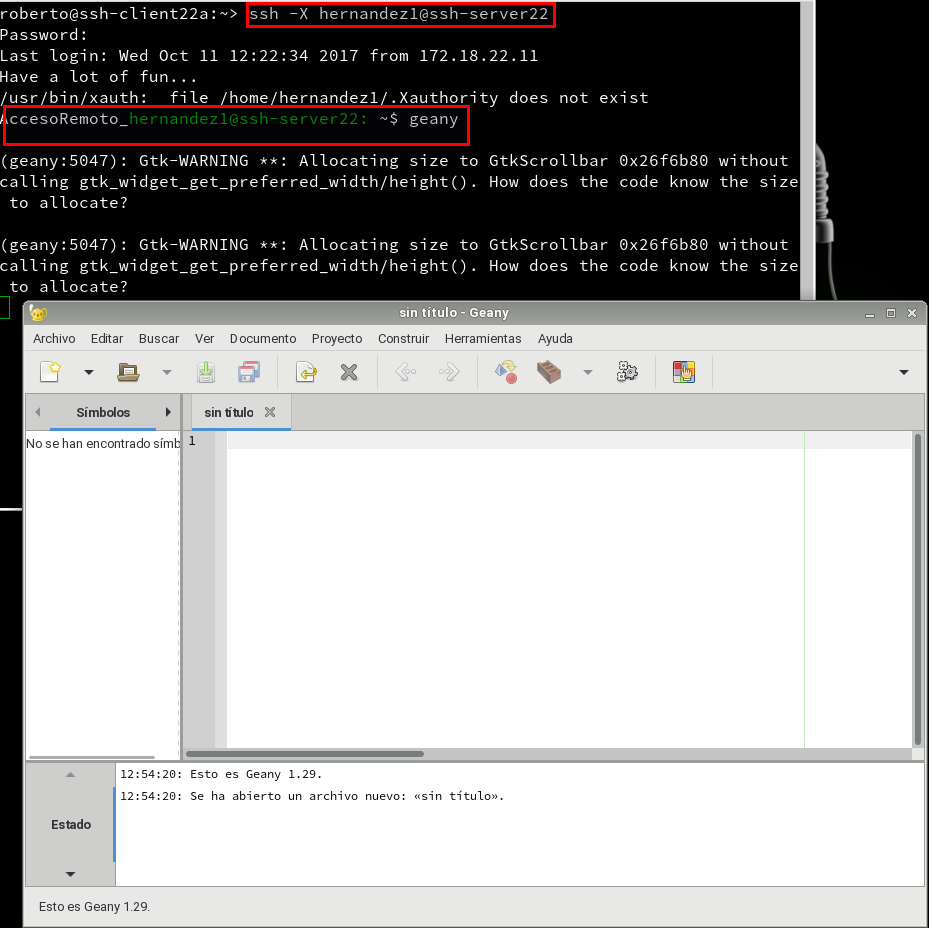 roberto@ssh-client22a:~> ssh -X hernandez1@ssh-server22
Password:
Last login: Wed Oct 11 12:22:34 2017 from 172.18.22.11
Have a lot of fun...
/usr/bin/xauth:  file /home/hernandez1/.Xauthority does not exist
AccesoRemoto_hernandez1@ssh-server22: ~$ geany
(geany:5047): Gtk-WARNING **: Allocating size to GtkScrollbar 0x26f6b80 without
calling gtk_widget_get_preferred_width/height(). How does the code know the size
to allocate?
(geany:5047): Gtk-WARNING **: Allocating size to GtkScrollbar 0x26f6b80 without
calling gtk_widget_get_preferred_width/height(). How does the code know the size
to allocate?
sin título - Geany
Archivo Editar Buscar Ver Documento Proyecto Construir Herramientas Ayuda
Símbolos sin título
No se han encontrado símb
1
12:54:20: Esto es Geany 1.29.
12:54:20: Se ha abierto un archivo nuevo: «sin título».
Estado
Esto es Geany 1.29.